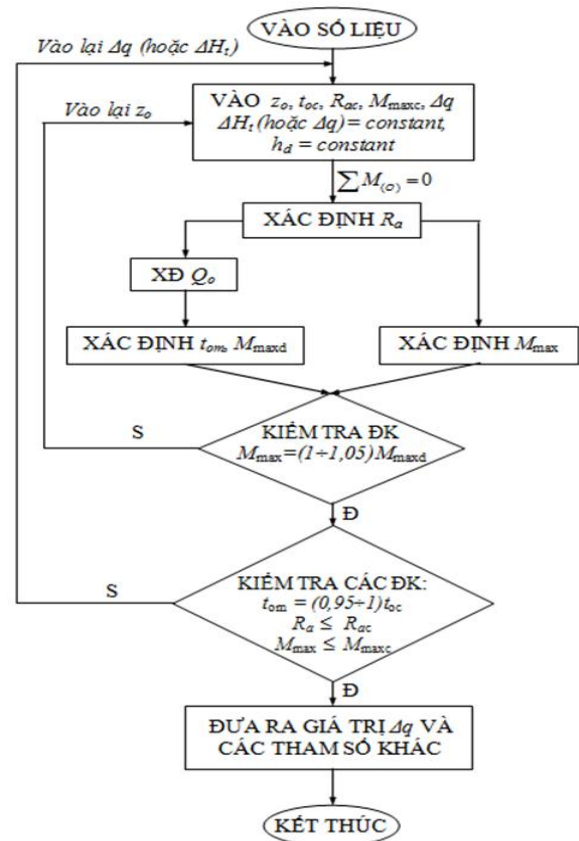 VÀO SỐ LIỆU
Vào lại Δq (hoặc ΔHₜ)
VÀO zₒ, tₒc, Rₐc, Mmaxc, Δq
ΔHₜ (hoặc Δq)= constant,
h_d = constant
Vào lại zₒ
∑M₍ₒ₎ = 0
XÁC ĐỊNH Rₐ
XĐ Qₒ
XÁC ĐỊNH tₒm, Mmaxd
XÁC ĐỊNH Mmax
S
KIỂM TRA ĐK
Mmax=(1÷1,05)Mmaxd
Đ
S
KIỂM TRA CÁC ĐK:
tom = (0,95÷1)toc
Rₐ ≤ Rₐc
Mmax ≤ Mmaxc
Đ
ĐƯA RA GIÁ TRỊ Δq VÀ
CÁC THAM SỐ KHÁC
KẾT THÚC